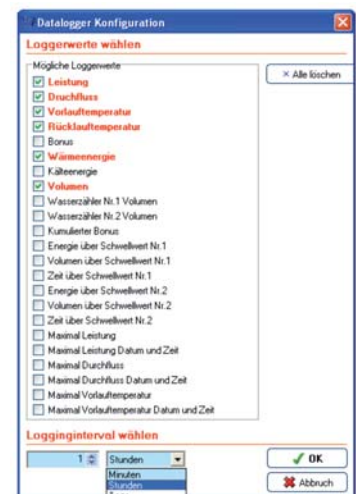 Datalogger Konfiguration
Loggerwerte wählen
Mögliche Loggerwerte
× Alle löschen
Leistung
Druchfluss
Vorlauftemperatur
Rücklauftemperatur
Bonus
Wärmeenergie
Kälteenergie
Volumen
Wasserzähler Nr.1 Volumen
Wasserzähler Nr.2 Volumen
Kumulierter Bonus
Energie über Schwellwert Nr.1
Volumen über Schwellwert Nr.1
Zeit über Schwellwert Nr.1
Energie über Schwellwert Nr.2
Volumen über Schwellwert Nr.2
Zeit über Schwellwert Nr.2
Maximal Leistung
Maximal Leistung Datum und Zeit
Maximal Durchfluss
Maximal Durchfluss Datum und Zeit
Maximal Vorlauftemperatur
Maximal Vorlauftemperatur Datum und Zeit
Logginginterval wählen
1 Stunden
OK
Minuten
Stunden
Abbruch